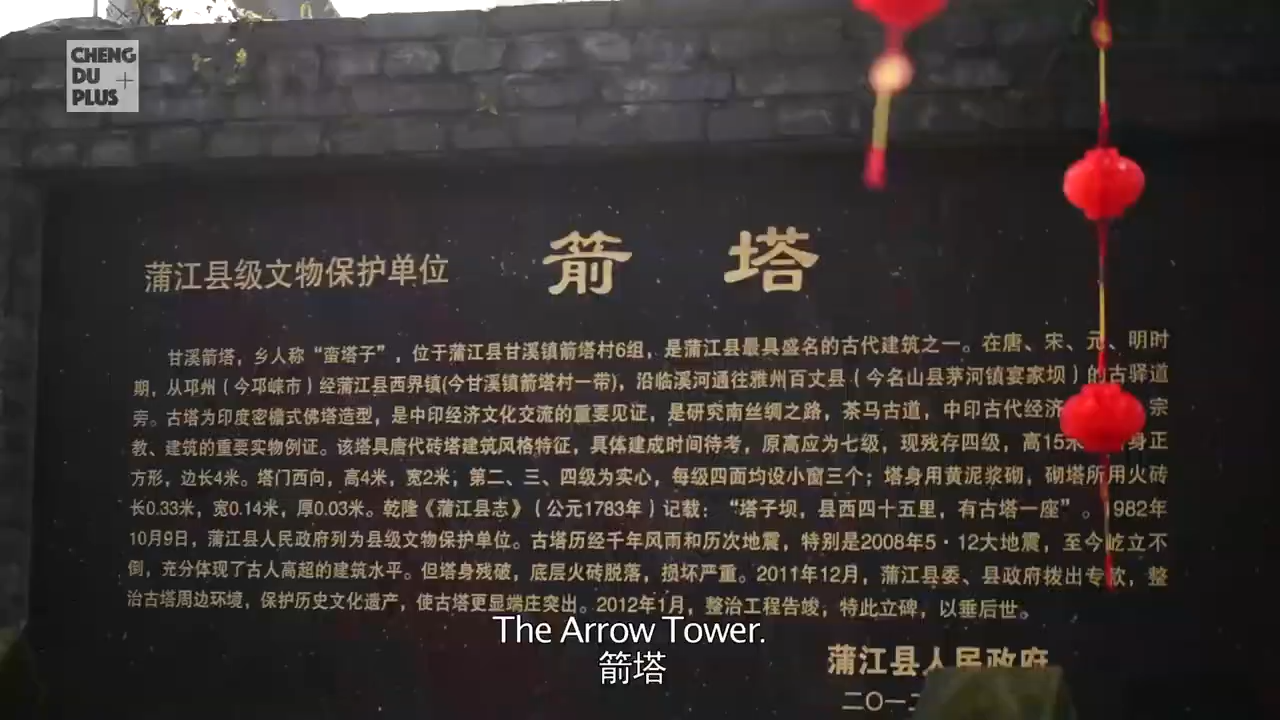 CHENG
DU
PLUS
蒲江县级文物保护单位
箭 塔
甘溪箭塔，乡人称“蛮塔子”，位于蒲江县甘溪镇箭塔村6组，是蒲江县最具盛名的古代建筑之一。在唐、宋、元、明时
期，从邛州（今邛崃市）经蒲江县西界镇(今甘溪镇箭塔村一带)，沿临溪河通往雅州百丈县（今名山县茅河镇宴家坝）的古驿道
旁。古塔为印度密檐式佛塔造型，是中印经济文化交流的重要见证，是研究南丝绸之路，茶马古道，中印古代经济 宗
教、建筑的重要实物例证。该塔具唐代砖塔建筑风格特征，具体建成时间待考，原高应为七级，现残存四级，高15米 身正
方形，边长4米。塔门西向，高4米，宽2米；第二、三、四级为实心，每级四面均设小窗三个；塔身用黄泥浆砌，砌塔所用火砖
长0.33米，宽0.14米，厚0.03米。乾隆《蒲江县志》（公元1783年）记载：“塔子坝，县西四十五里，有古塔一座”。1982年
10月9日，蒲江县人民政府列为县级文物保护单位。古塔历经千年风雨和历次地震，特别是2008年5·12大地震，至今屹立不
倒，充分体现了古人高超的建筑水平。但塔身残破，底层火砖脱落，损坏严重。2011年12月，蒲江县委、县政府拨出专款，整
治古塔周边环境，保护历史文化遗产，使古塔更显端庄突出。2012年1月，整治工程告竣，特此立碑，以垂后世。
蒲江县人民政府
二〇一二
The Arrow Tower.
箭塔